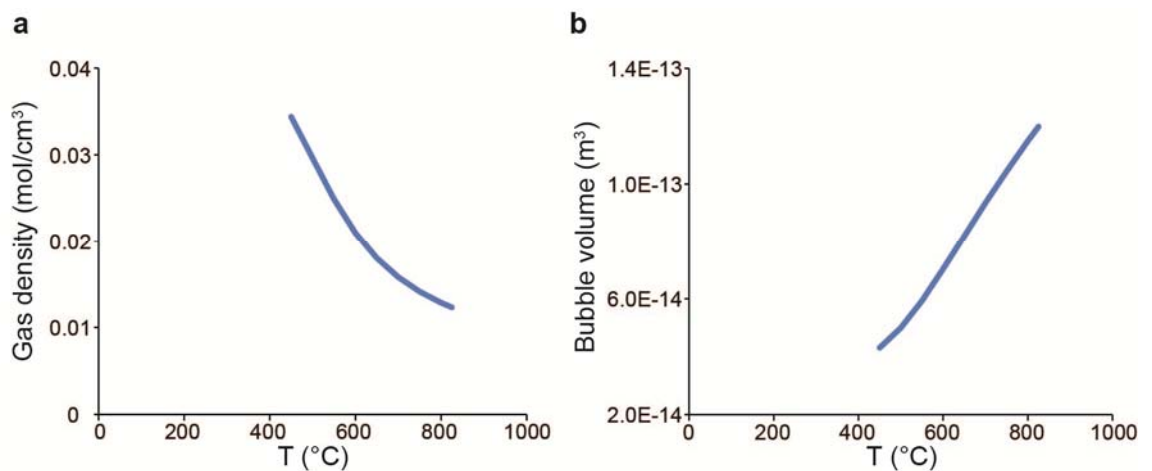 a
Gas density (mol/cm³)
0.04
0.03
0.02
0.01
0
0 200 400 600 800 1000
T (°C)
b
Bubble volume (m³)
1.4E-13
1.0E-13
6.0E-14
2.0E-14
0 200 400 600 800 1000
T (°C)